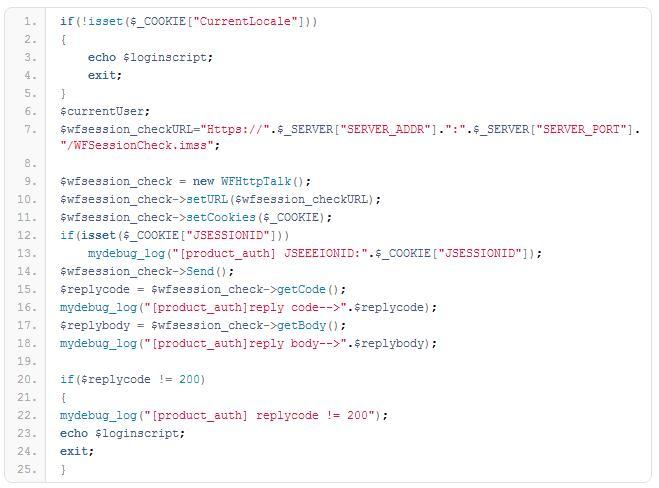 1. if(!isset($_COOKIE["CurrentLocale"]))
2. {
3.     echo $loginscript;
4.     exit;
5. }
6. $currentUser;
7. $wfsession_checkURL="Https://".$_SERVER["SERVER_ADDR"].":".$_SERVER["SERVER_PORT"].
"/WFSessionCheck.imss";
8.
9. $wfsession_check = new WFHttpTalk();
10. $wfsession_check->setURL($wfsession_checkURL);
11. $wfsession_check->setCookies($_COOKIE);
12. if(isset($_COOKIE["JSESSIONID"]))
13.     mydebug_log("[product_auth] JSEEEIONID:".$_COOKIE["JSESSIONID"]);
14. $wfsession_check->Send();
15. $replycode = $wfsession_check->getCode();
16. mydebug_log("[product_auth]reply code-->".$replycode);
17. $replybody = $wfsession_check->getBody();
18. mydebug_log("[product_auth]reply body-->".$replybody);
19.
20. if($replycode != 200)
21. {
22. mydebug_log("[product_auth] replycode != 200");
23. echo $loginscript;
24. exit;
25. }